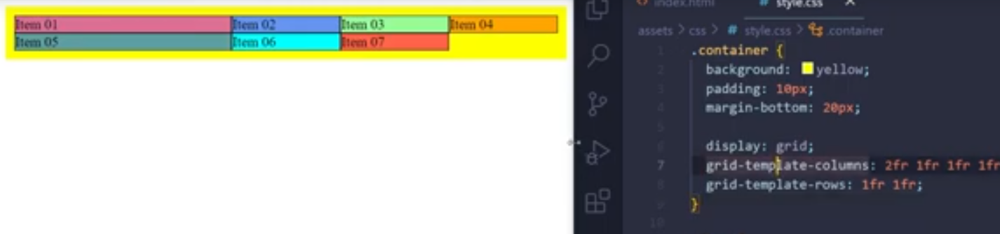 Item 01 Item 02 Item 03 Item 04
Item 05 Item 06 Item 07
index.html # style.css ×
assets > css > # style.css > .container
1 .container {
2 background: yellow;
3 padding: 10px;
4 margin-bottom: 20px;
5
6 display: grid;
7 grid-template-columns: 2fr 1fr 1fr 1fr
8 grid-template-rows: 1fr 1fr;
9 }
10